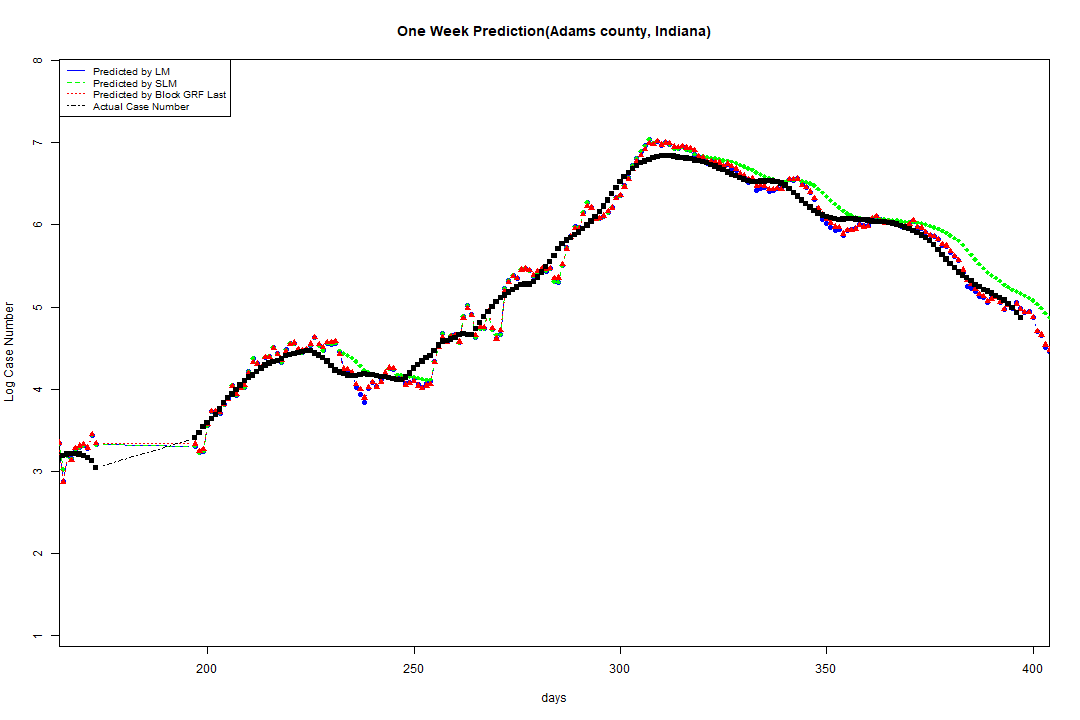 One Week Prediction(Adams county, Indiana)
Predicted by LM
Predicted by SLM
Predicted by Block GRF Last
Actual Case Number
8
7
6
5
4
3
2
1
Log Case Number
200 250 300 350 400
days